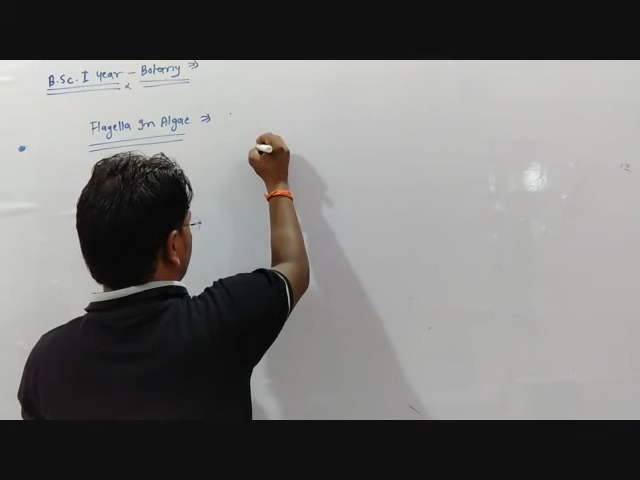 B.Sc. I Year - Botany ⇒
Flagella In Algae ⇒